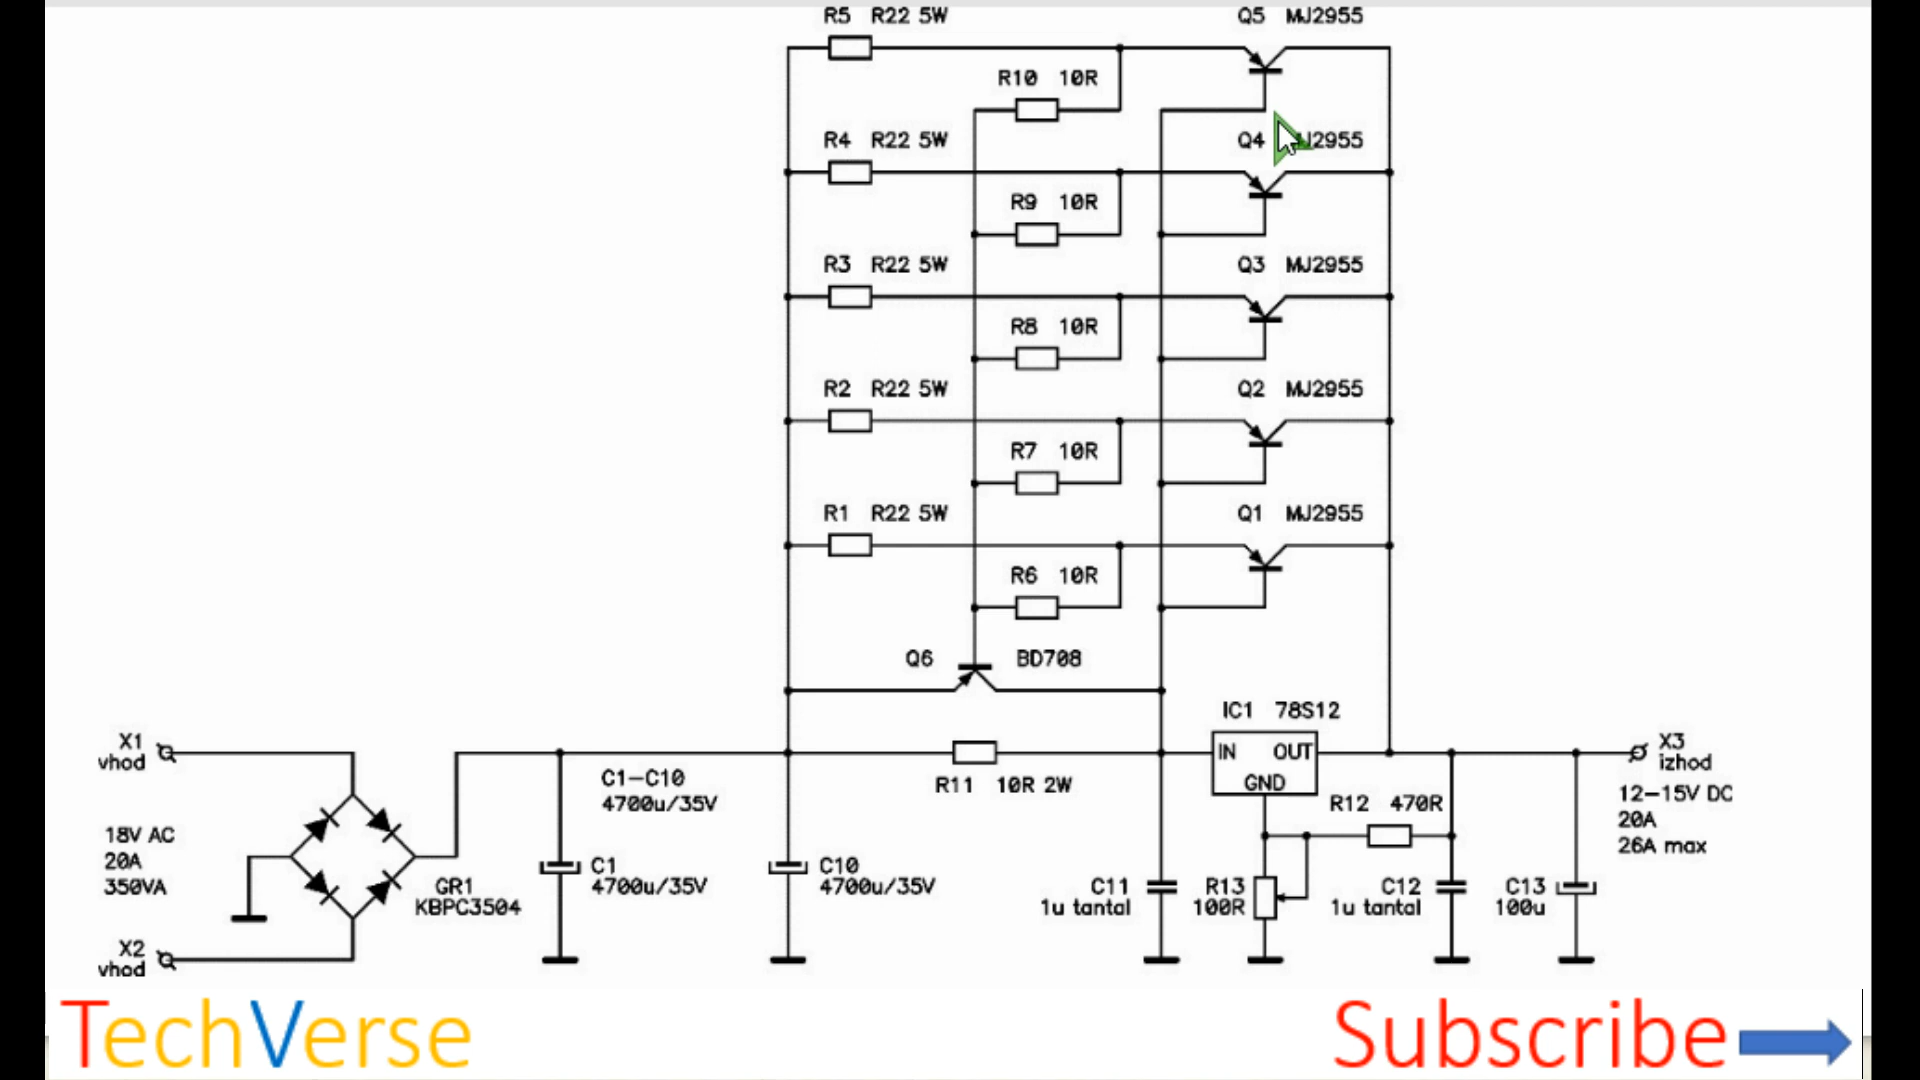 R5 R22 5W
Q5 MJ2955
R10 10R
R4 R22 5W
Q4 J2955
R9 10R
R3 R22 5W
Q3 MJ2955
R8 10R
R2 R22 5W
Q2 MJ2955
R7 10R
R1 R22 5W
Q1 MJ2955
R6 10R
Q6 BD708
IC1 78S12
IN OUT
GND
X1
vhod
X3
izhod
C1-C10
4700u/35V
R11 10R 2W
12-15V DC
20A
26A max
R12 470R
18V AC
20A
350VA
GR1
KBPC3504
C1
4700u/35V
C10
4700u/35V
C11
1u tantal
R13
100R
C12
1u tantal
C13
100u
X2
vhod
TechVerse
Subscribe